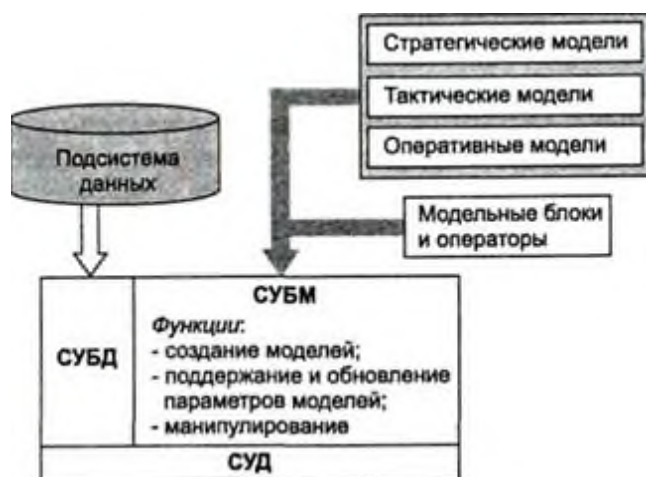 Стратегические модели
Тактические модели
Оперативные модели
Подсистема
данных
Модельные блоки
и операторы
СУБД
СУБМ
Функции:
- создание моделей;
- поддержание и обновление
параметров моделей;
- манипулирование
СУД